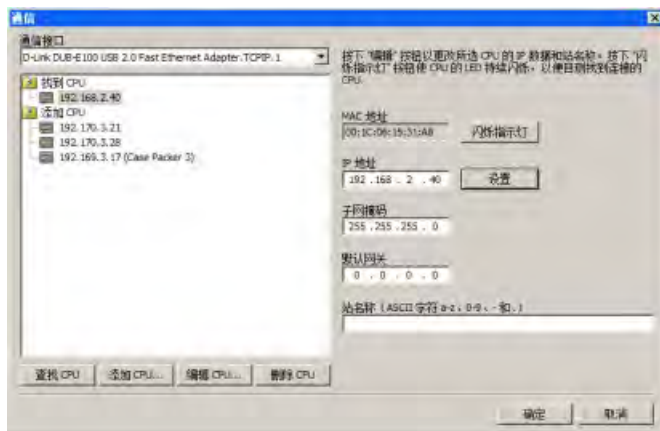 通信
通信接口
D-Link DUB-E100 USB 2.0 Fast Ethernet Adapter.TCPIP.1
找到 CPU
192.168.2.40
添加 CPU
192.170.3.21
192.170.3.28
192.169.3.17 (Case Packer 3)
查找 CPU
添加 CPU...
编辑 CPU...
删除 CPU
按下 "编辑" 按钮以更改所选 CPU 的 IP 数据和站名称。按下 "闪
烁指示灯" 按钮使 CPU 的 LED 持续闪烁，以便目测找到连接的
CPU。
MAC 地址
00:1C:06:15:31:A8
闪烁指示灯
IP 地址
192 .168 . 2 . 40
设置
子网掩码
255 .255 .255 . 0
默认网关
0 . 0 . 0 . 0
站名称 (ASCII 字符 a-z、0-9、- 和 .)
确定
取消